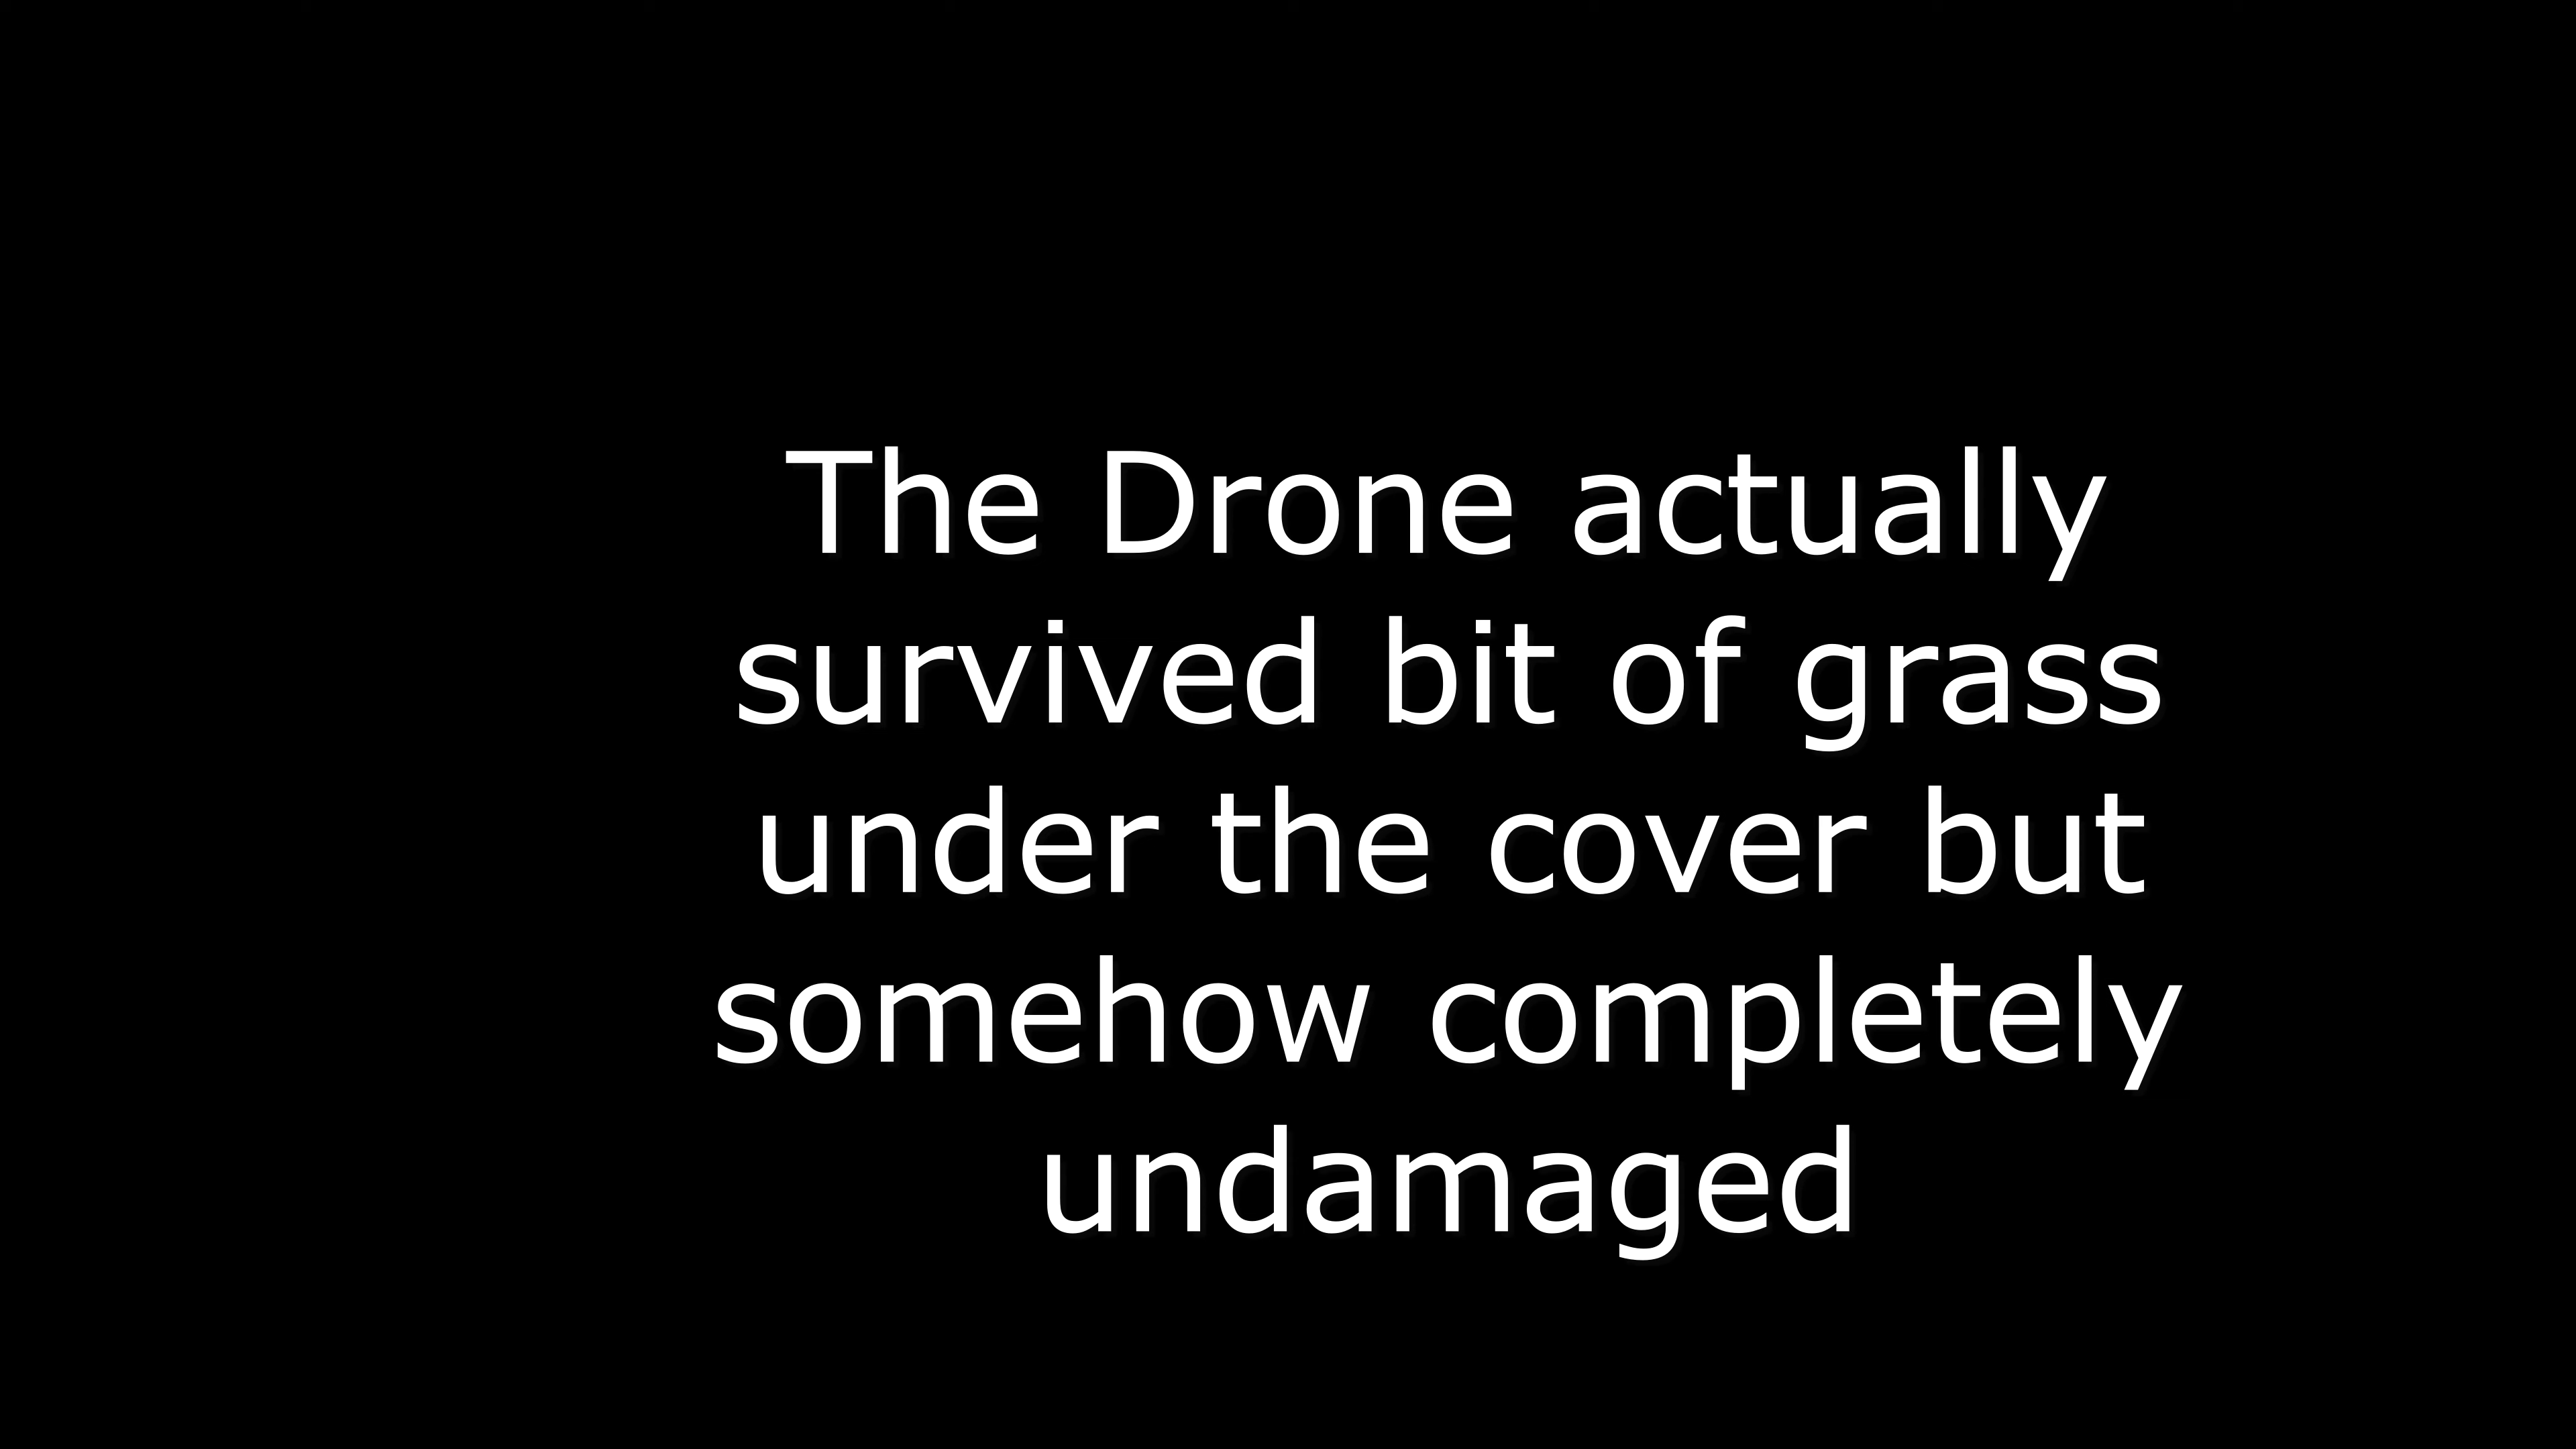 The Drone actually
survived bit of grass
under the cover but
somehow completely
undamaged